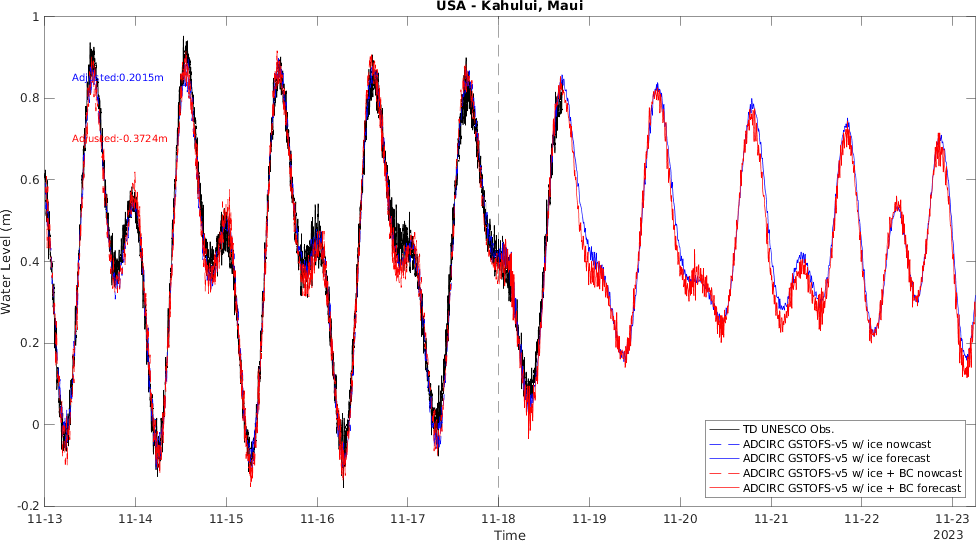 USA - Kahului, Maui
1
0.8
0.6
0.4
0.2
0
-0.2
Water Level (m)
Adjusted:0.2015m
Adjusted:-0.3724m
TD UNESCO Obs.
ADCIRC GSTOFS-v5 w/ ice nowcast
ADCIRC GSTOFS-v5 w/ ice forecast
ADCIRC GSTOFS-v5 w/ ice + BC nowcast
ADCIRC GSTOFS-v5 w/ ice + BC forecast
11-13 11-14 11-15 11-16 11-17 11-18 11-19 11-20 11-21 11-22 11-23
Time
2023